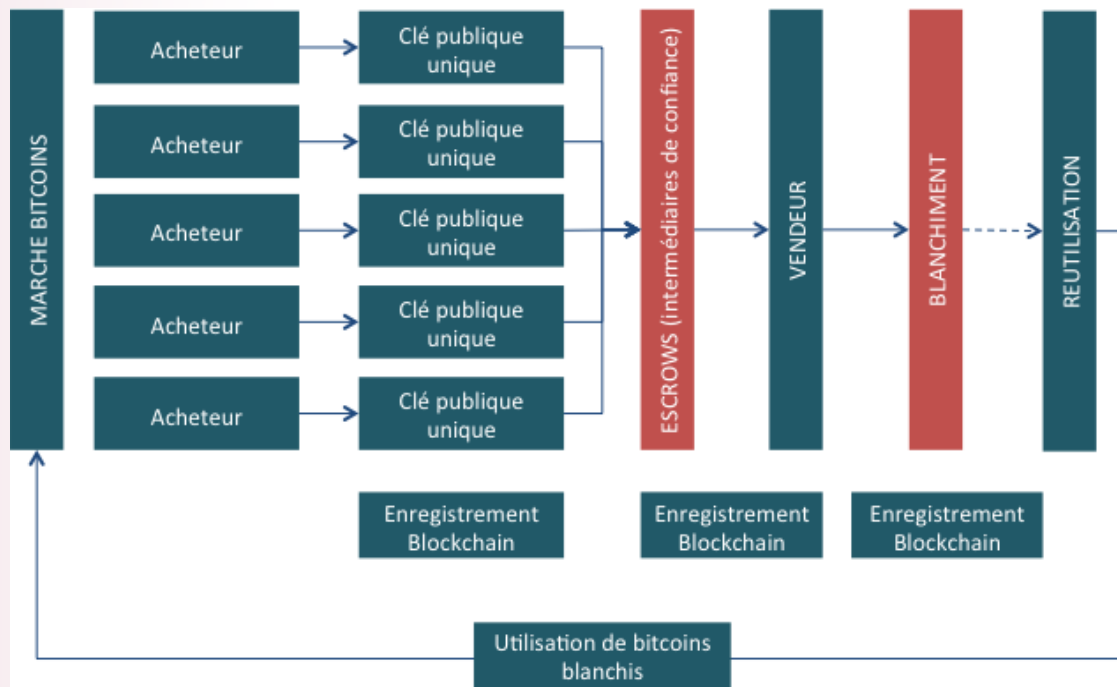 MARCHE BITCOINS
Acheteur
Clé publique
unique
Acheteur
Clé publique
unique
Acheteur
Clé publique
unique
Acheteur
Clé publique
unique
Acheteur
Clé publique
unique
ESCROWS (intermédiaires de confiance)
VENDEUR
BLANCHIMENT
REUTILISATION
Enregistrement
Blockchain
Enregistrement
Blockchain
Enregistrement
Blockchain
Utilisation de bitcoins
blanchis